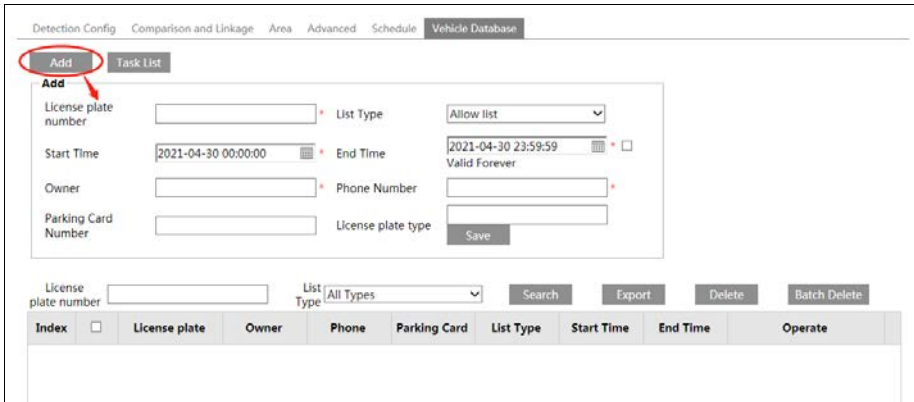 Detection Config Comparison and Linkage Area Advanced Schedule Vehicle Database
Add Task List
Add
License plate number * List Type Allow list
Start TIme 2021-04-30 00:00:00 * End Time 2021-04-30 23:59:59 *
Valid Forever
Owner * Phone Number *
Parking Card Number License plate type
Save
License plate number List Type All Types Search Export Delete Batch Delete
Index License plate Owner Phone Parking Card List Type Start Time End Time Operate